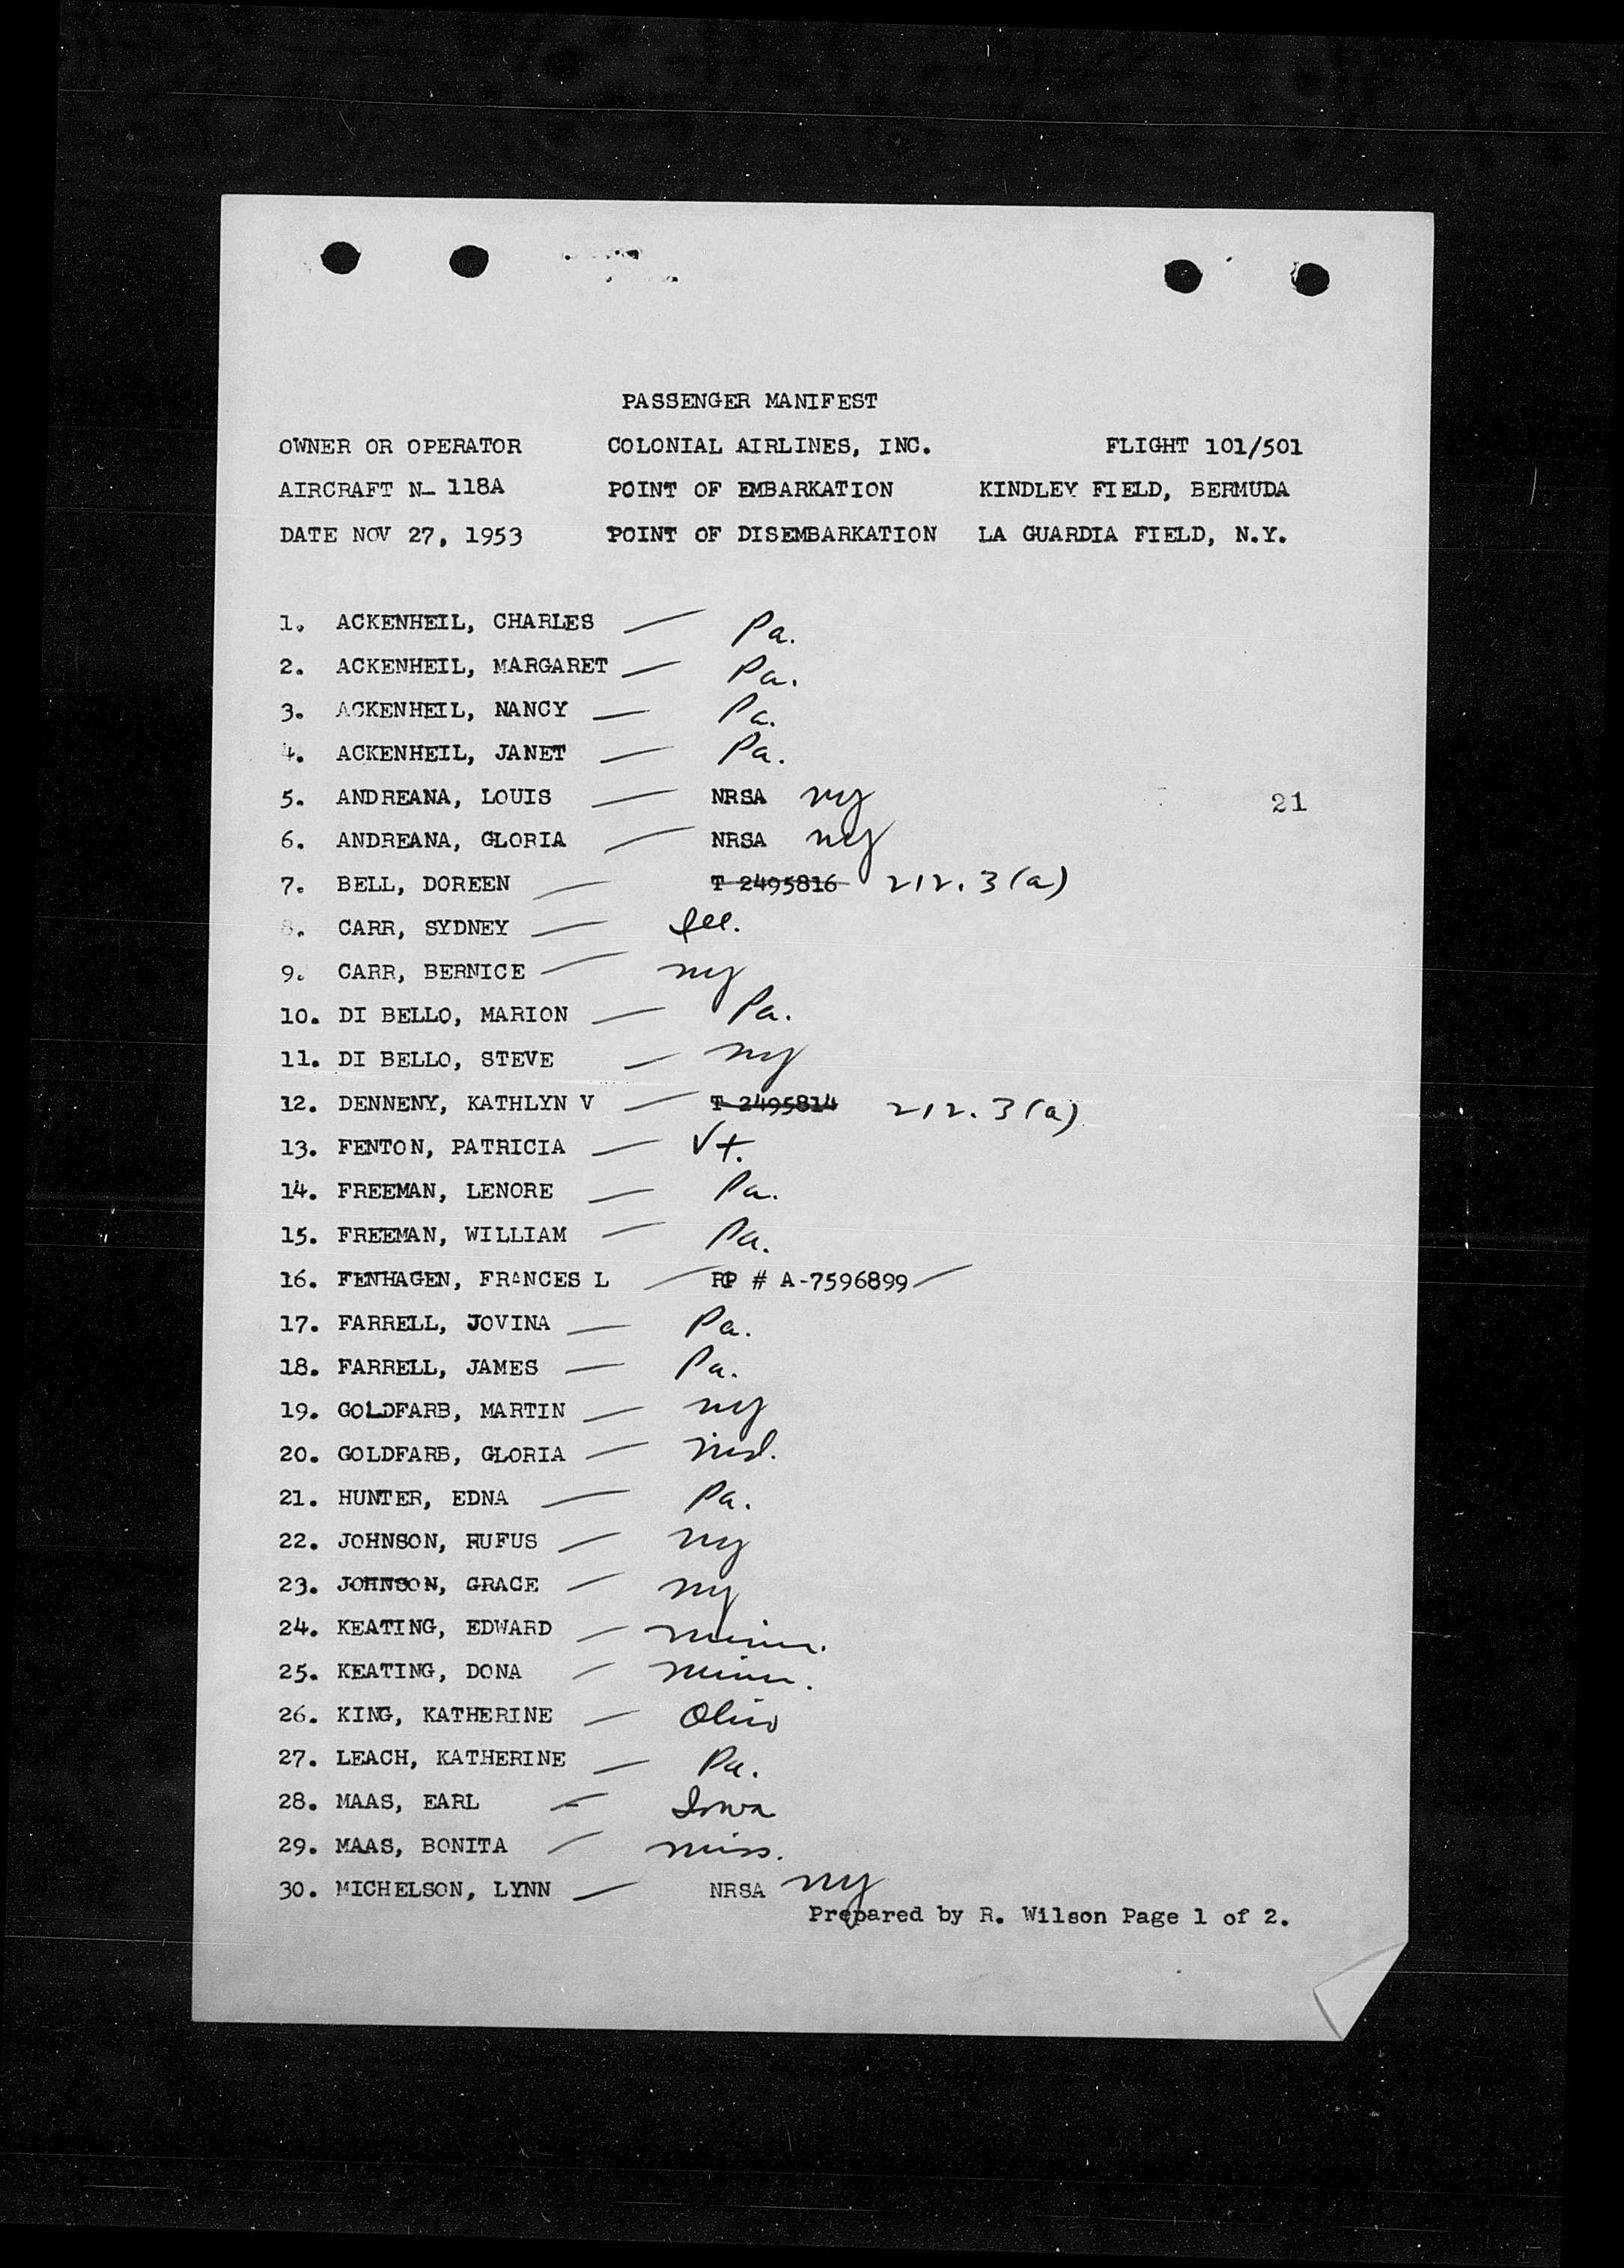 PASSENGER MANIFEST
OWNER OR OPERATOR COLONIAL AIRLINES, INC. FLIGHT 101/501
AIRCRAFT N- 118A POINT OF EMBARKATION KINDLEY FIELD, BERMUDA
DATE NOV 27, 1953 POINT OF DISEMBARKATION LA GUARDIA FIELD, N.Y.
1. ACKENHEIL, CHARLES — Pa.
2. ACKENHEIL, MARGARET — Pa.
3. ACKENHEIL, NANCY — Pa.
4. ACKENHEIL, JANET — Pa.
5. ANDREANA, LOUIS — NRSA ny 21
6. ANDREANA, GLORIA — NRSA ny
7. BELL, DOREEN — T 2495816 212.3(a)
8. CARR, SYDNEY — Ill.
9. CARR, BERNICE — ny
10. DI BELLO, MARION — Pa.
11. DI BELLO, STEVE — ny
12. DENNENY, KATHLYN V — T 2495814 212.3(a)
13. FENTON, PATRICIA — Vt.
14. FREEMAN, LENORE — Pa.
15. FREEMAN, WILLIAM — Pa.
16. FENHAGEN, FRANCES L — RP # A-7596899
17. FARRELL, JOVINA — Pa.
18. FARRELL, JAMES — Pa.
19. GOLDFARB, MARTIN — ny
20. GOLDFARB, GLORIA —
21. HUNTER, EDNA — Pa.
22. JOHNSON, RUFUS — ny
23. JOHNSON, GRACE — ny
24. KEATING, EDWARD — Minn.
25. KEATING, DONA — Minn.
26. KING, KATHERINE — Ohio
27. LEACH, KATHERINE — Pa.
28. MAAS, EARL — Iowa
29. MAAS, BONITA — Miss.
30. MICHELSON, LYNN — NRSA ny
Prepared by R. Wilson Page 1 of 2.